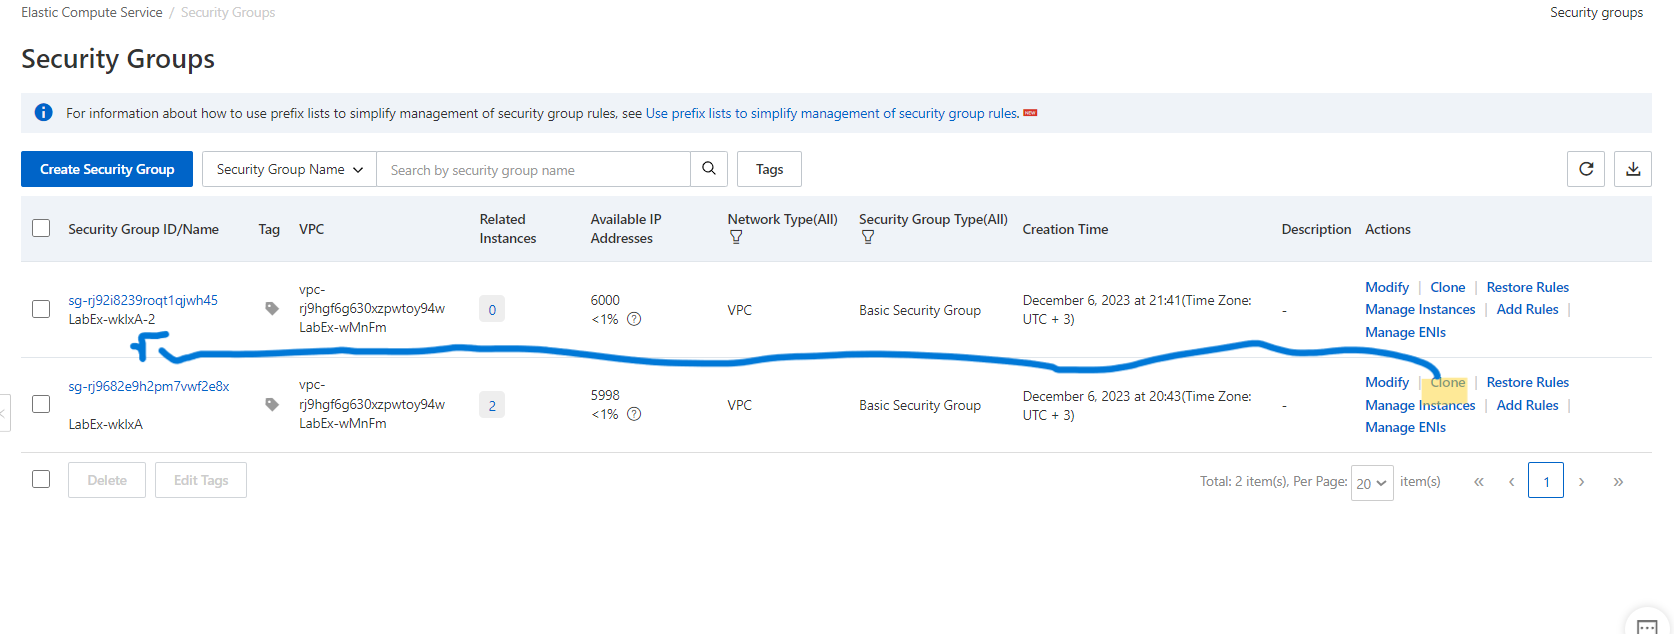 Elastic Compute Service / Security Groups
Security groups
Security Groups
For information about how to use prefix lists to simplify management of security group rules, see Use prefix lists to simplify management of security group rules. NEW
Create Security Group
Security Group Name
Search by security group name
Tags
Security Group ID/Name
Tag
VPC
Related
Instances
Available IP
Addresses
Network Type(All)
Security Group Type(All)
Creation Time
Description
Actions
sg-rj92i8239roqt1qjwh45
LabEx-wklxA-2
vpc-
rj9hgf6g630xzpwtoy94w
LabEx-wMnFm
0
6000
<1%
VPC
Basic Security Group
December 6, 2023 at 21:41(Time Zone:
UTC + 3)
-
Modify | Clone | Restore Rules
Manage Instances | Add Rules |
Manage ENIs
sg-rj9682e9h2pm7vwf2e8x
LabEx-wklxA
vpc-
rj9hgf6g630xzpwtoy94w
LabEx-wMnFm
2
5998
<1%
VPC
Basic Security Group
December 6, 2023 at 20:43(Time Zone:
UTC + 3)
-
Modify | Clone | Restore Rules
Manage Instances | Add Rules |
Manage ENIs
Delete
Edit Tags
Total: 2 item(s), Per Page: 20 item(s)
« ‹ 1 › »